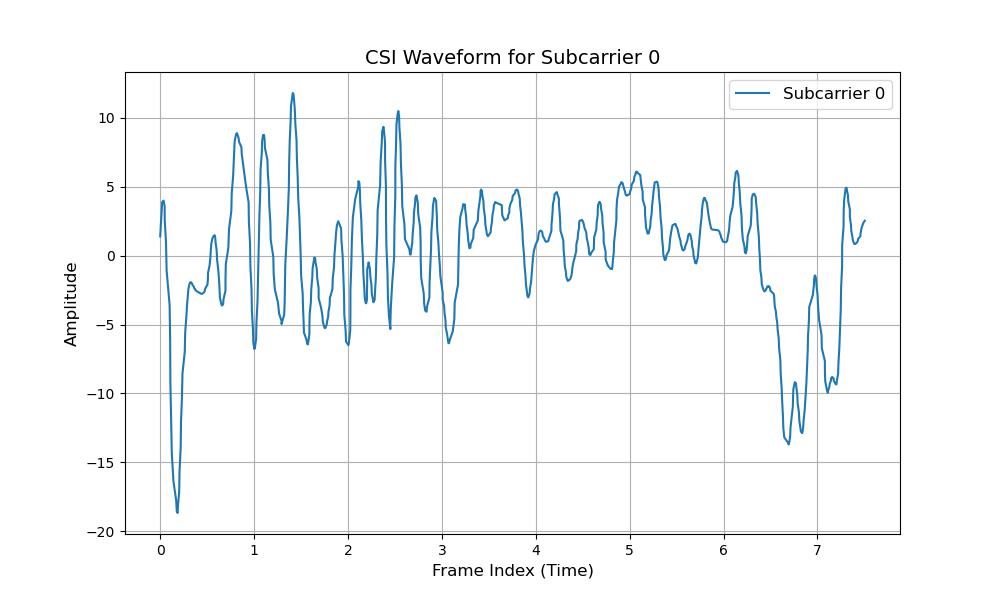 CSI Waveform for Subcarrier 0
Subcarrier 0
Amplitude
10
5
0
−5
−10
−15
−20
0 1 2 3 4 5 6 7
Frame Index (Time)